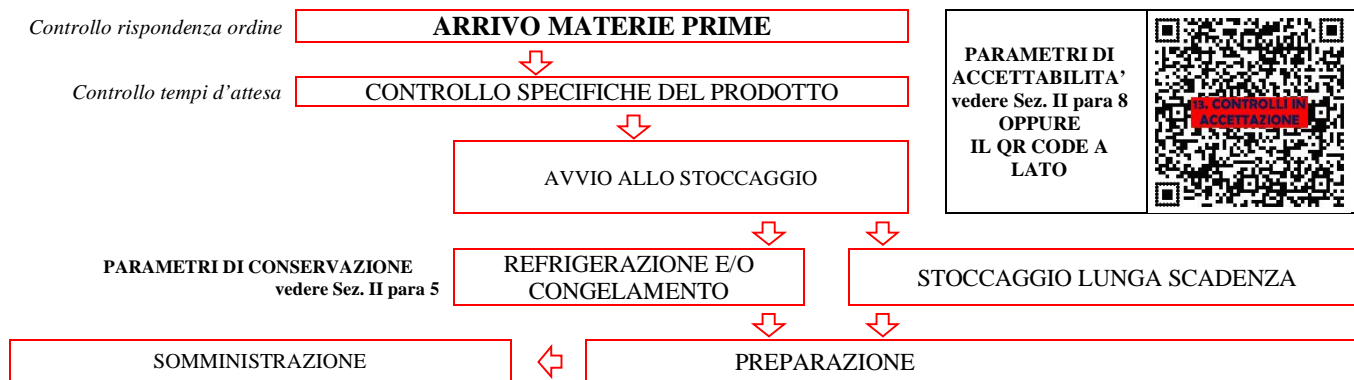 Controllo rispondenza ordine
ARRIVO MATERIE PRIME
Controllo tempi d'attesa
CONTROLLO SPECIFICHE DEL PRODOTTO
PARAMETRI DI
ACCETTABILITA'
vedere Sez. II para 8
OPPURE
IL QR CODE A
LATO
13. CONTROLLI IN
ACCETTAZIONE
AVVIO ALLO STOCCAGGIO
PARAMETRI DI CONSERVAZIONE
vedere Sez. II para 5
REFRIGERAZIONE E/O
CONGELAMENTO
STOCCAGGIO LUNGA SCADENZA
SOMMINISTRAZIONE
PREPARAZIONE